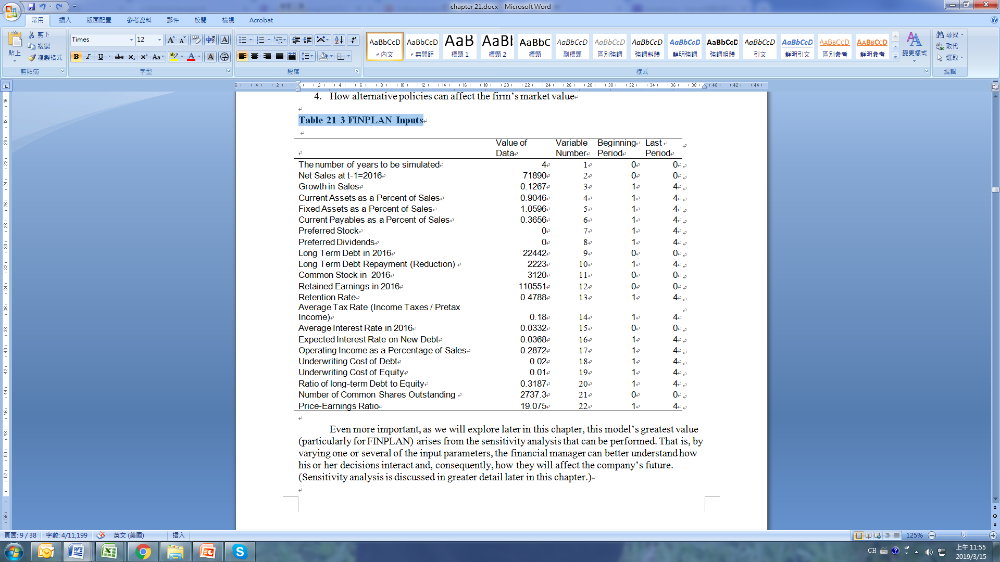 chapter 21.docx - Microsoft Word
常用 插入 版面配置 參考資料 郵件 校閱 檢視 Acrobat
貼上 剪下 複製 複製格式 剪貼簿
Times 12 字型
段落
AaBbCcD AaBbCcD AaB AaBl AaBbC AaBbCcD AaBbCcD AaBbCcD AaBbCcD AaBbCcD AaBbCcD AaBbCcD AABBCCD AABBCCD
內文 無間距 標題 1 標題 2 標題 副標題 區別強調 強調斜體 鮮明強調 強調粗體 引文 鮮明引文 區別參考 鮮明參考
樣式
變更樣式
尋找 取代 選取 編輯
4. How alternative policies can affect the firm's market value
Table 21-3 FINPLAN Inputs
Value of Data Variable Number Beginning Period Last Period
The number of years to be simulated 4 1 0 0
Net Sales at t-1=2016 71890 2 0 0
Growth in Sales 0.1267 3 1 4
Current Assets as a Percent of Sales 0.9046 4 1 4
Fixed Assets as a Percent of Sales 1.0596 5 1 4
Current Payables as a Percent of Sales 0.3656 6 1 4
Preferred Stock 0 7 1 4
Preferred Dividends 0 8 1 4
Long Term Debt in 2016 22442 9 0 0
Long Term Debt Repayment (Reduction) 2223 10 1 4
Common Stock in 2016 3120 11 0 0
Retained Earnings in 2016 110551 12 0 0
Retention Rate 0.4788 13 1 4
Average Tax Rate (Income Taxes / Pretax
Income) 0.18 14 1 4
Average Interest Rate in 2016 0.0332 15 0 0
Expected Interest Rate on New Debt 0.0368 16 1 4
Operating Income as a Percentage of Sales 0.2872 17 1 4
Underwriting Cost of Debt 0.02 18 1 4
Underwriting Cost of Equity 0.01 19 1 4
Ratio of long-term Debt to Equity 0.3187 20 1 4
Number of Common Shares Outstanding 2737.3 21 0 0
Price-Earnings Ratio 19.075 22 1 4
Even more important, as we will explore later in this chapter, this model's greatest value
(particularly for FINPLAN) arises from the sensitivity analysis that can be performed. That is, by
varying one or several of the input parameters, the financial manager can better understand how
his or her decisions interact and, consequently, how they will affect the company's future.
(Sensitivity analysis is discussed in greater detail later in this chapter.)
頁面: 9 / 38 字數: 4/11,199 英文 (美國) 插入 125%
CH 上午 11:55
2019/3/15